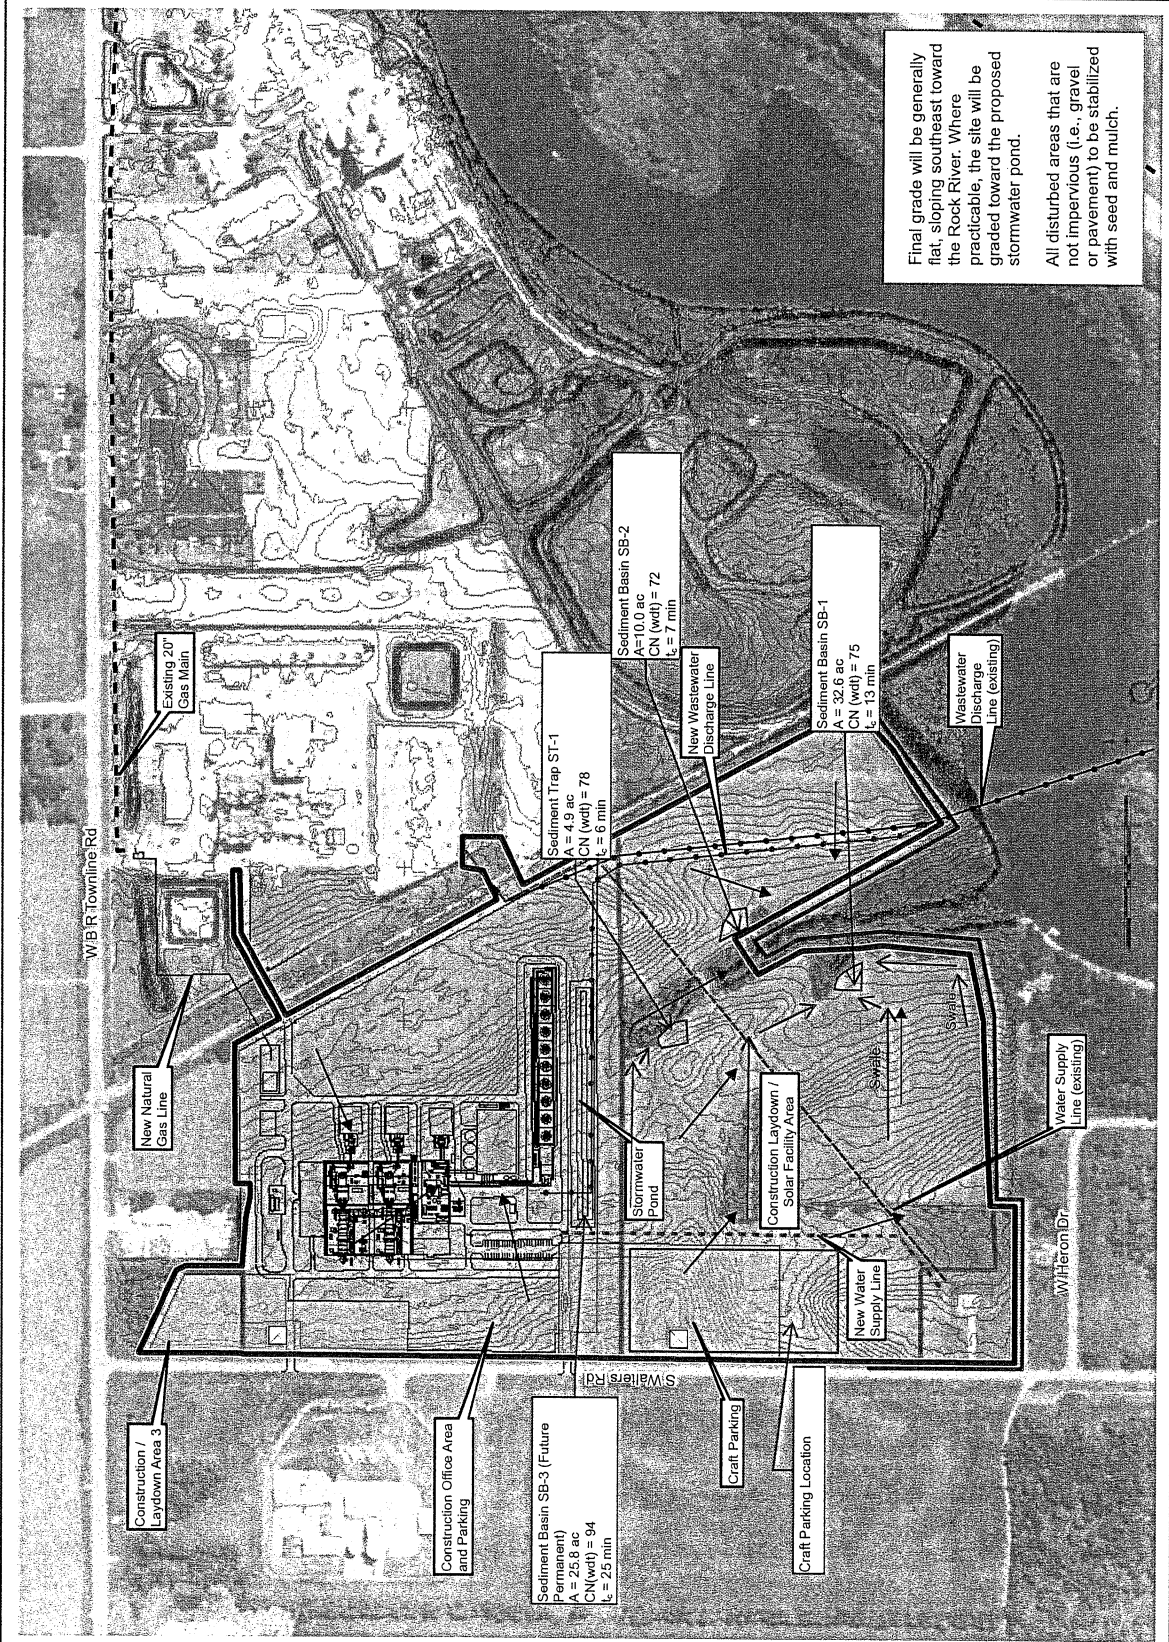 Final grade will be generally
flat, sloping southeast toward
the Rock River. Where
practicable, the site will be
graded toward the proposed
stormwater pond.
All disturbed areas that are
not impervious (i.e., gravel
or pavement) to be stabilized
with seed and mulch.
W B R Townline Rd
Existing 20"
Gas Main
New Natural
Gas Line
Construction /
Laydown Area 3
Construction Office Area
and Parking
Sediment Basin SB-3 (Future
Permanent)
A = 25.8 ac
CN(wdt) = 94
tc = 25 min
S Walters Rd
Sediment Trap ST-1
A = 4.9 ac
CN (wdt) = 78
tc = 6 min
Sediment Basin SB-2
A=10.0 ac
CN (wdt) = 72
tc = 7 min
New Wastewater
Discharge Line
Sediment Basin SB-1
A = 32.6 ac
CN (wdt) = 75
tc = 13 min
Wastewater
Discharge
Line (existing)
Stormwater
Pond
Construction Laydown /
Solar Facility Area
Swale
Swale
Water Supply
Line (existing)
New Water
Supply Line
W Heron Dr
Craft Parking
Craft Parking Location